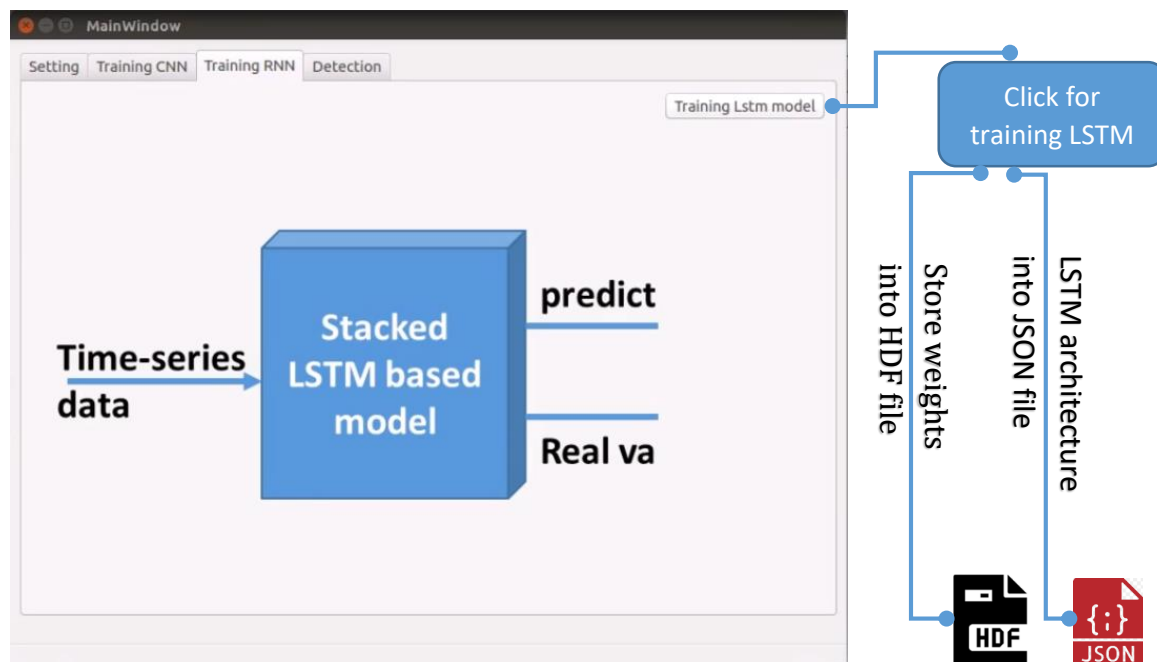 MainWindow
Setting
Training CNN
Training RNN
Detection
Training Lstm model
Click for
training LSTM
Time-series
data
Stacked
LSTM based
model
predict
Real va
Store weights
into HDF file
LSTM architecture
into JSON file
HDF
{;}
JSON